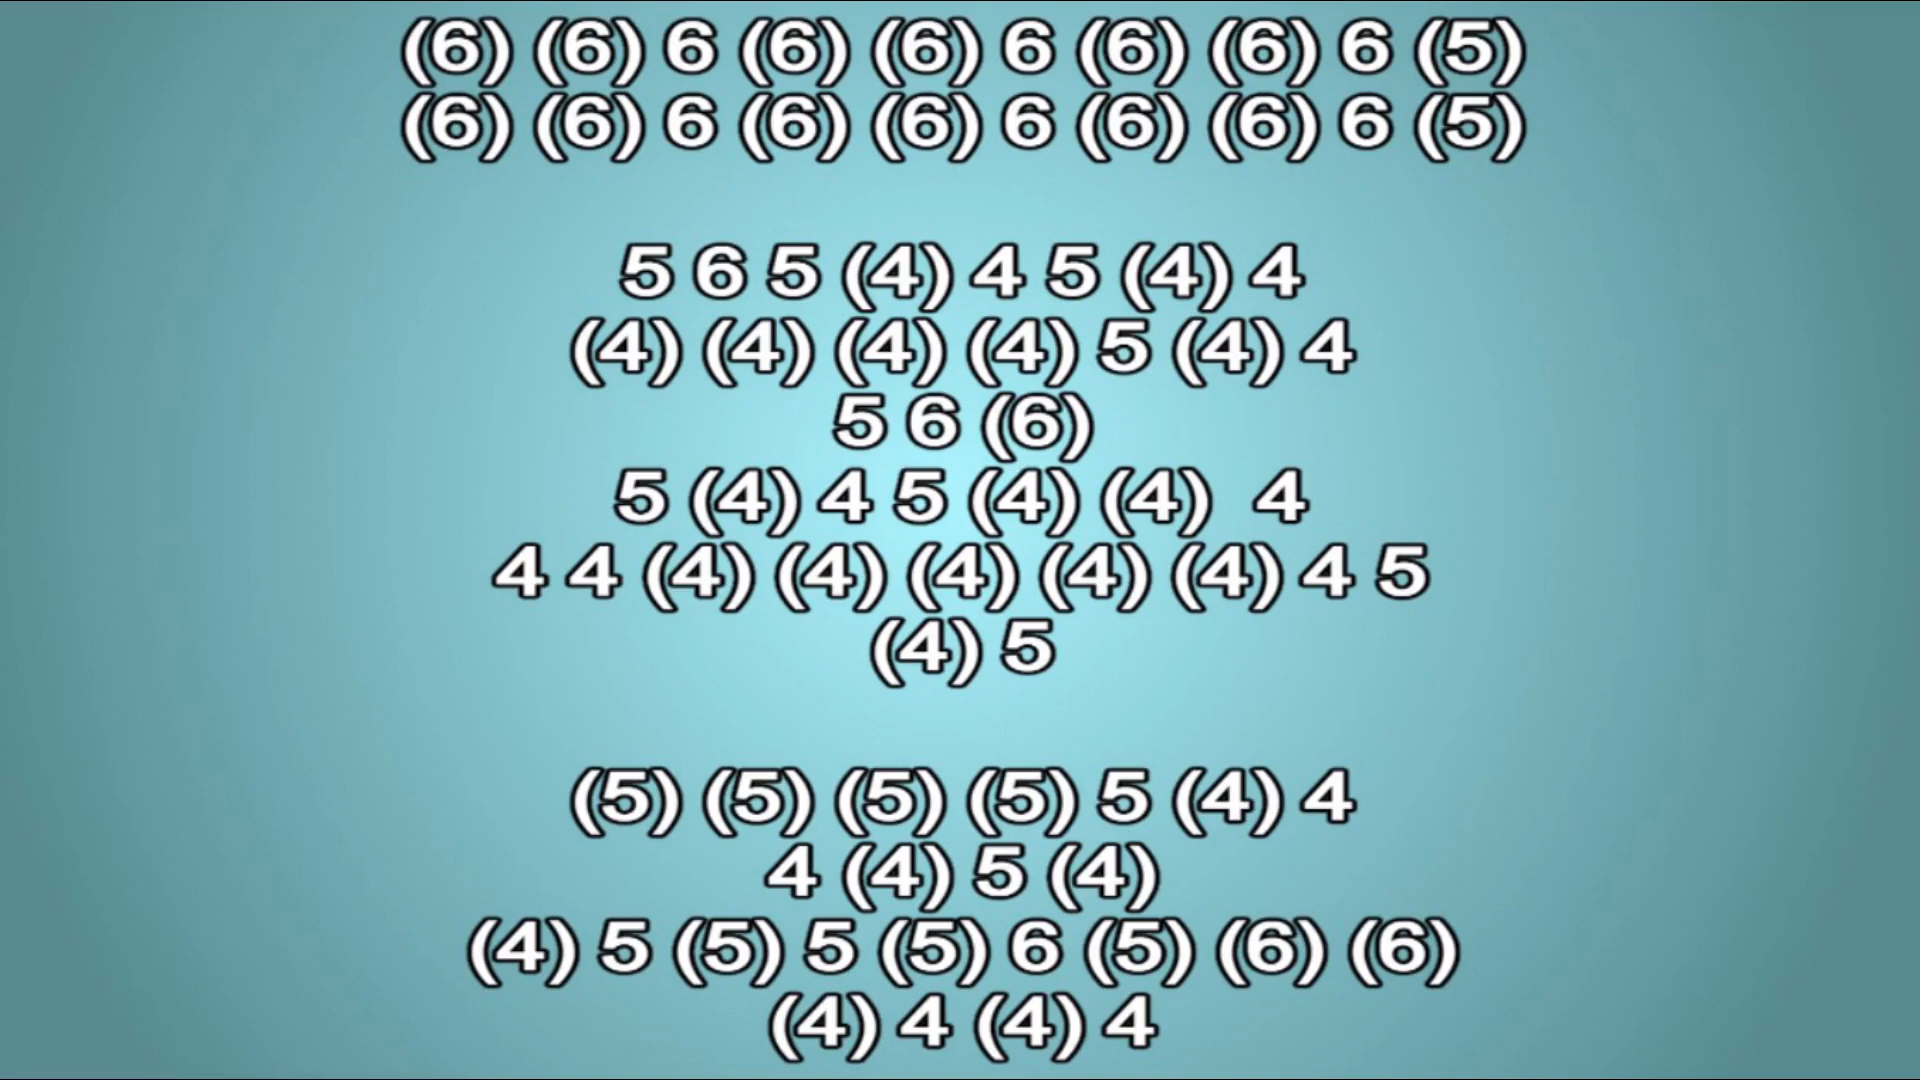 (6) (6) 6 (6) (6) 6 (6) (6) 6 (5)
(6) (6) 6 (6) (6) 6 (6) (6) 6 (5)
5 6 5 (4) 4 5 (4) 4
(4) (4) (4) (4) 5 (4) 4
5 6 (6)
5 (4) 4 5 (4) (4) 4
4 4 (4) (4) (4) (4) (4) 4 5
(4) 5
(5) (5) (5) (5) 5 (4) 4
4 (4) 5 (4)
(4) 5 (5) 5 (5) 6 (5) (6) (6)
(4) 4 (4) 4